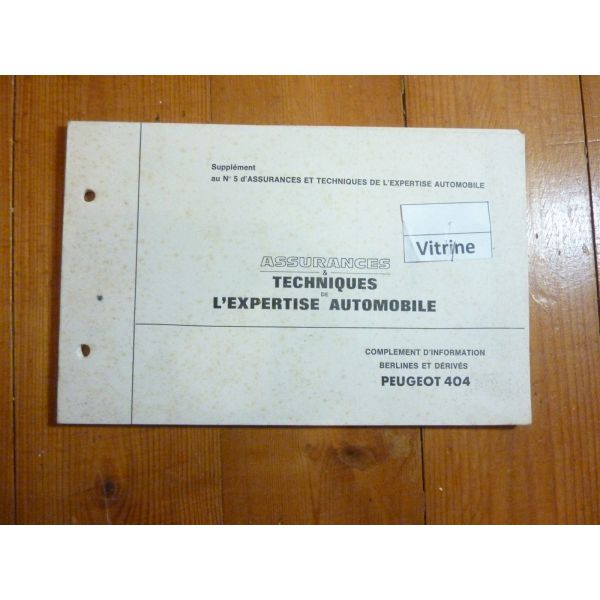 Supplément
au N° 5 d'ASSURANCES ET TECHNIQUES DE L'EXPERTISE AUTOMOBILE
Vitrine
ASSURANCES
&
TECHNIQUES
DE
L'EXPERTISE AUTOMOBILE
COMPLEMENT D'INFORMATION
BERLINES ET DÉRIVÉS
PEUGEOT 404